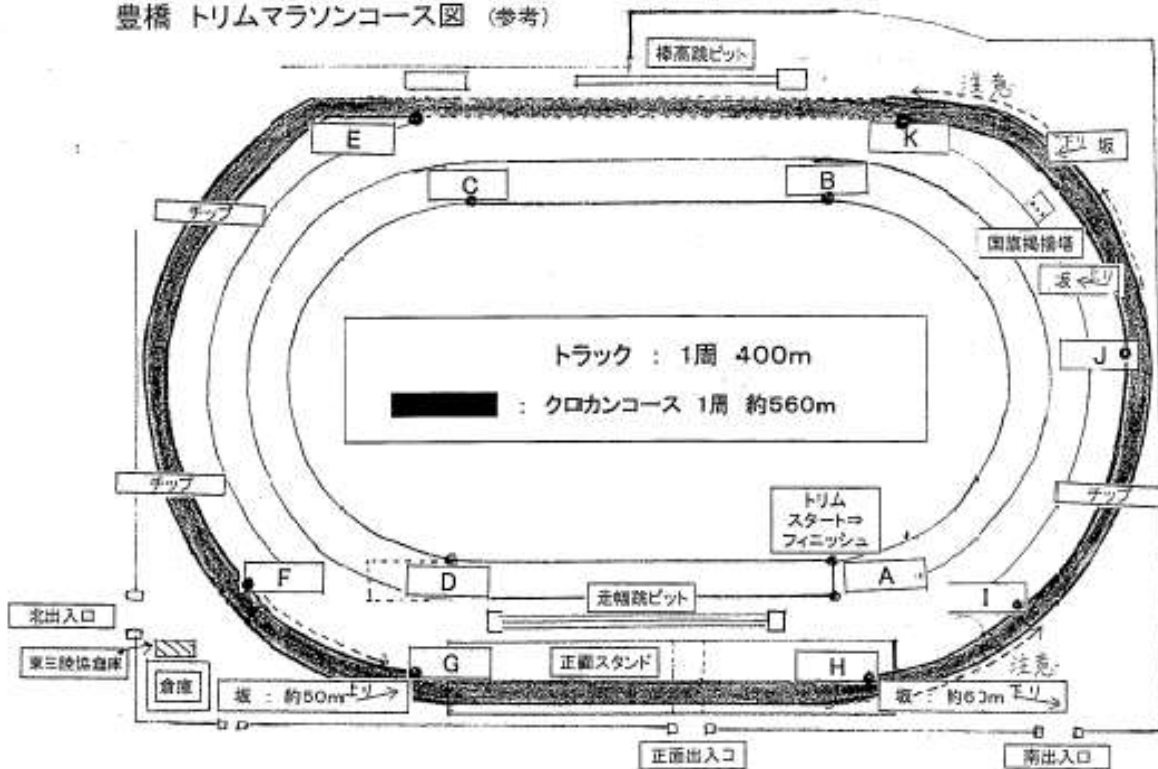 豊橋 トリムマラソンコース図 (参考)
棒高跳ピット
注意
E
K
下り 坂
C
B
チップ
国旗掲揚塔
坂 上り
トラック : 1周 400m
J
: クロカンコース 1周 約560m
チップ
チップ
トリム
スタート⇒
フィニッシュ
F
D
A
I
北出入口
走幅跳ピット
東三陸協倉庫
G
正面スタンド
H
注意
倉庫
坂 : 約50m 上り
坂 : 約60m 下り
正面出入口
南出入口